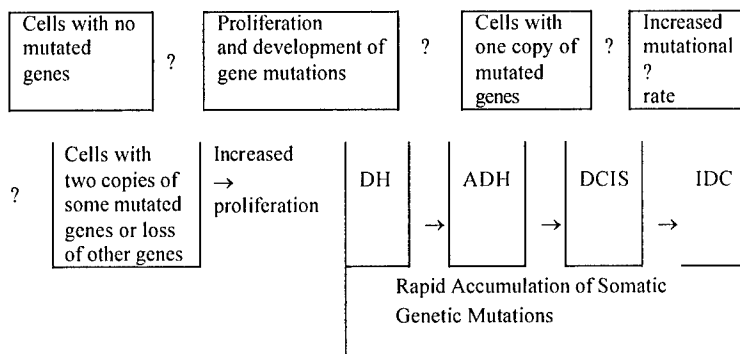 Cells with no
mutated
genes
?
Proliferation
and development of
gene mutations
?
Cells with
one copy of
mutated
genes
?
Increased
mutational
?
rate
?
Cells with
two copies of
some mutated
genes or loss
of other genes
Increased
→
proliferation
DH
→
ADH
→
DCIS
→
IDC
Rapid Accumulation of Somatic
Genetic Mutations